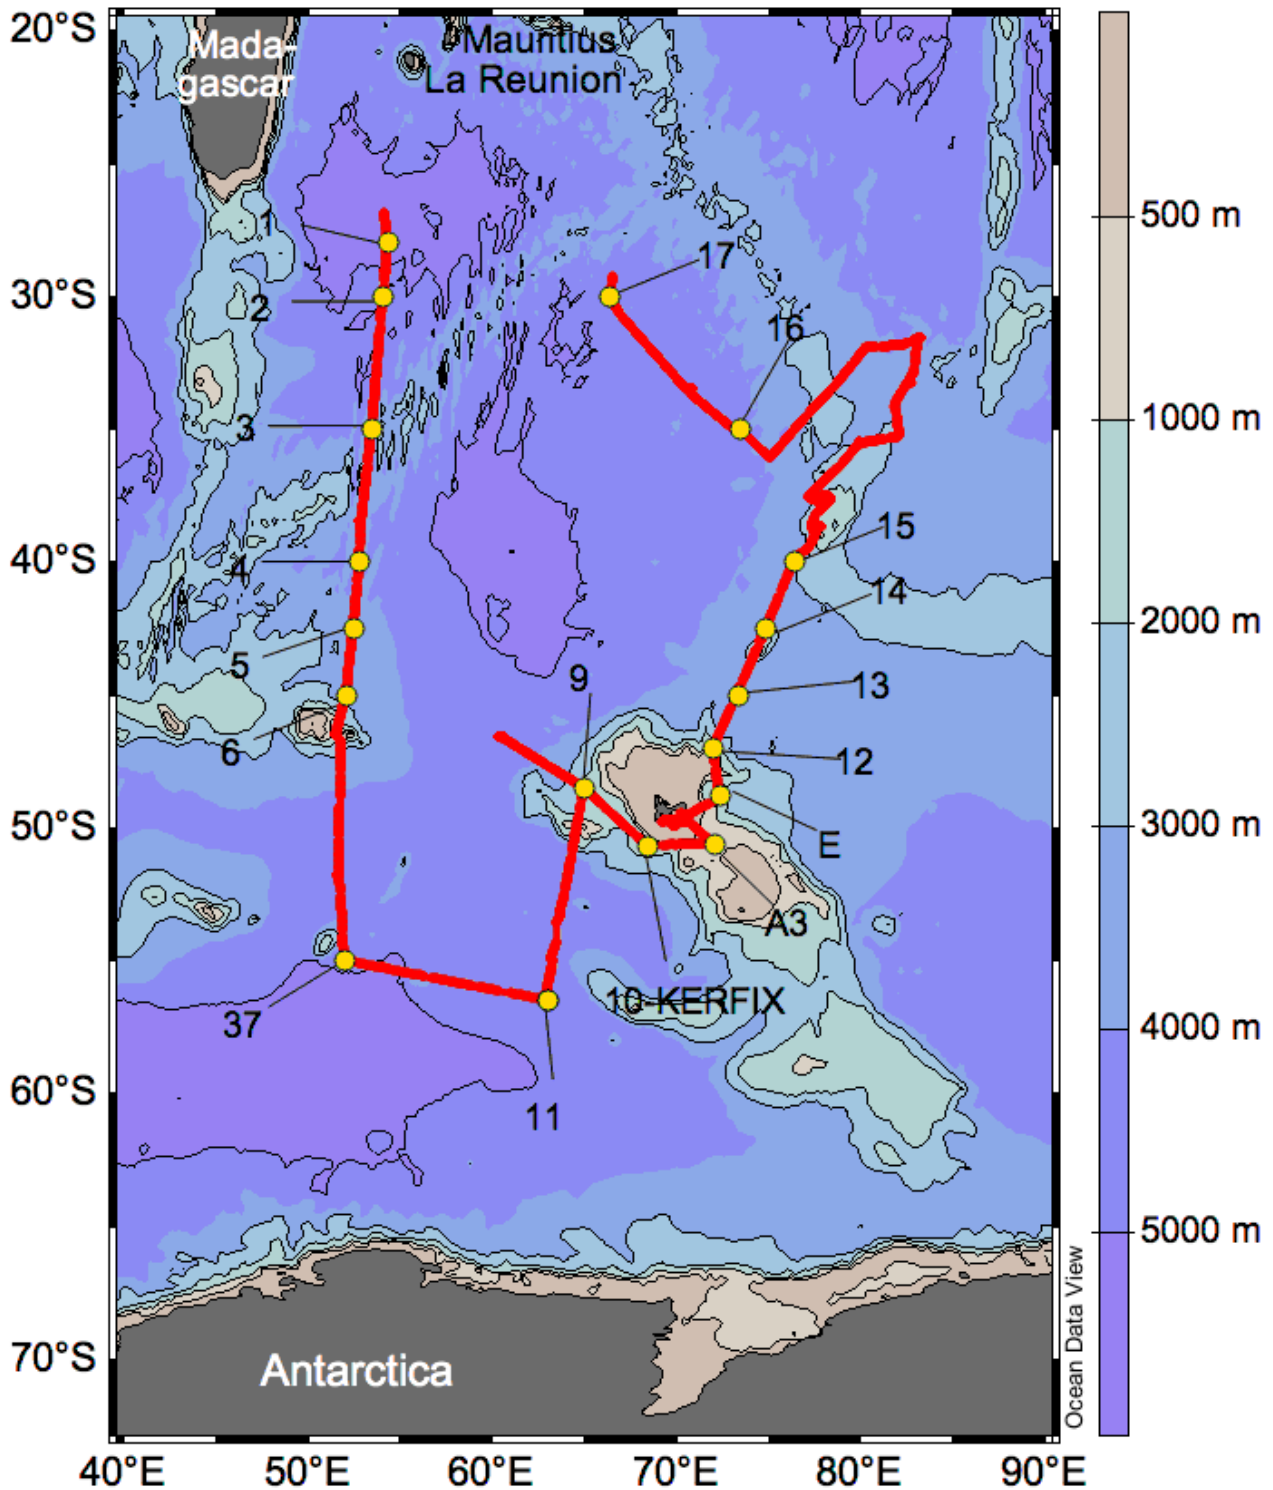 20°S
30°S
40°S
50°S
60°S
70°S
40°E
50°E
60°E
70°E
80°E
90°E
Mada-
gascar
Mauritius
La Reunion
1
2
3
4
5
6
37
11
9
10-KERFIX
A3
E
12
13
14
15
16
17
Antarctica
Ocean Data View
500 m
1000 m
2000 m
3000 m
4000 m
5000 m